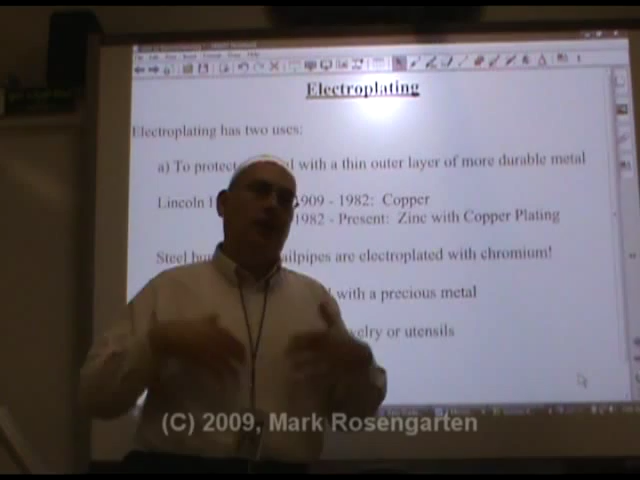 Electroplating
Electroplating has two uses:
a) To protect with a thin outer layer of more durable metal
Lincoln 1909 - 1982: Copper
1982 - Present: Zinc with Copper Plating
Steel are electroplated with chromium!
with a precious metal
or utensils
(C) 2009, Mark Rosengarten